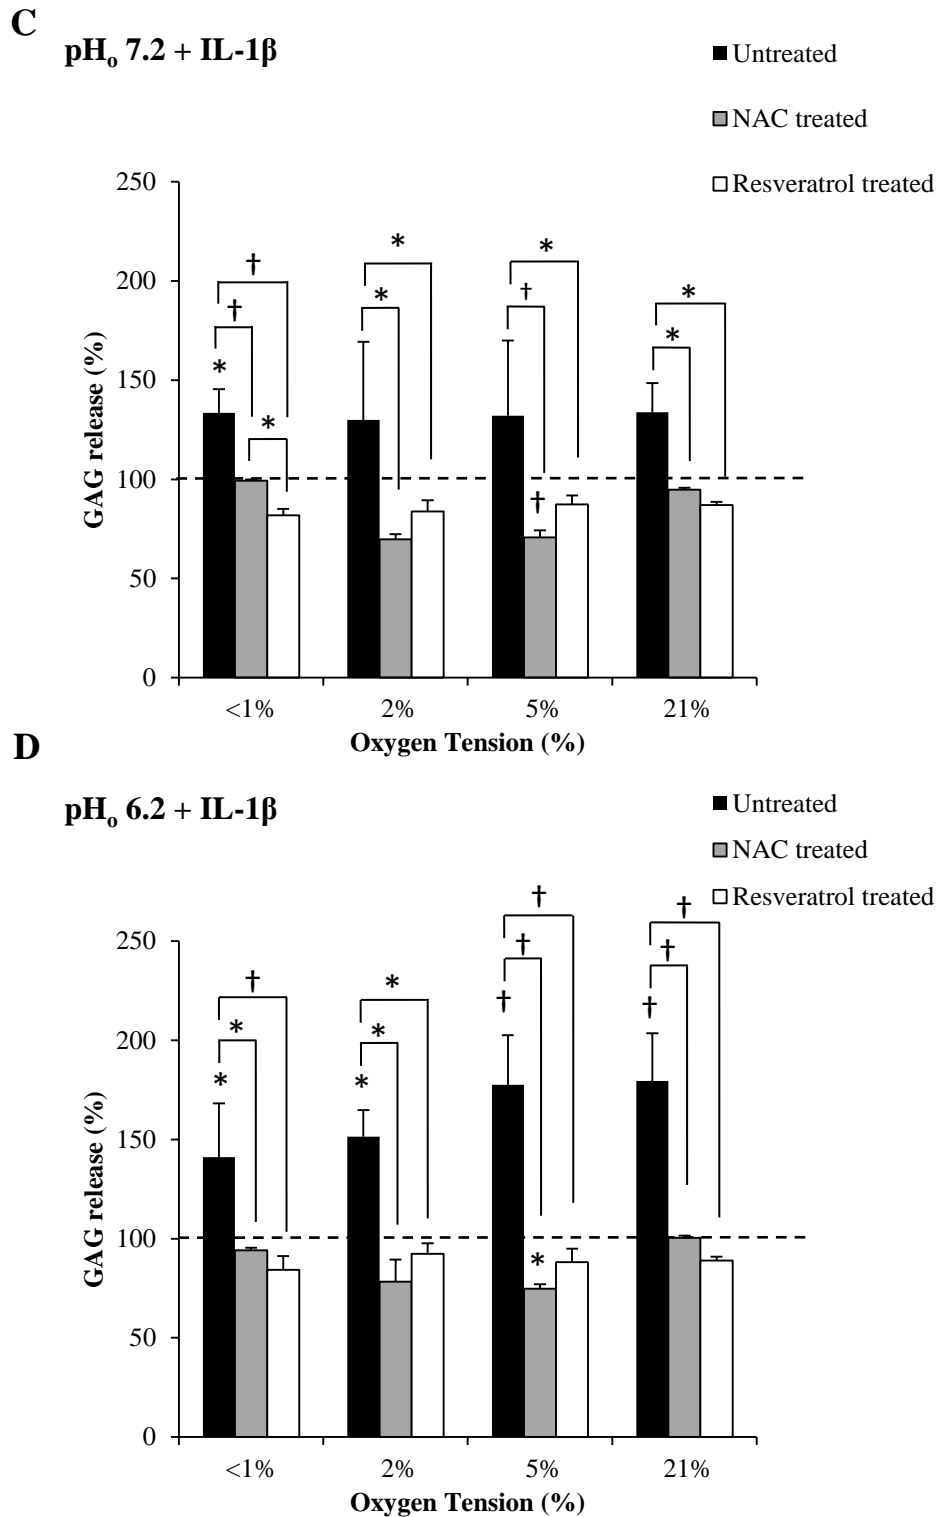 C
pHₒ 7.2 + IL-1β
Untreated
NAC treated
Resveratrol treated
250
200
150
100
50
0
GAG release (%)
* *
† * † *
† * *
*
* †
<1% 2% 5% 21%
Oxygen Tension (%)
D
pHₒ 6.2 + IL-1β
Untreated
NAC treated
Resveratrol treated
250
200
150
100
50
0
GAG release (%)
† †
† †
† * † †
* *
* *
*
<1% 2% 5% 21%
Oxygen Tension (%)